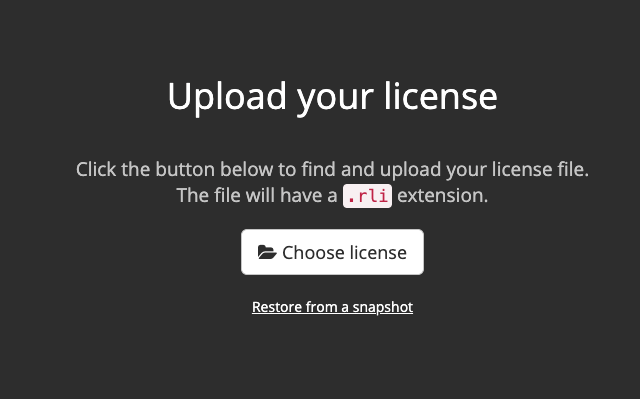 Upload your license
Click the button below to find and upload your license file.
The file will have a .rli extension.
Choose license
Restore from a snapshot